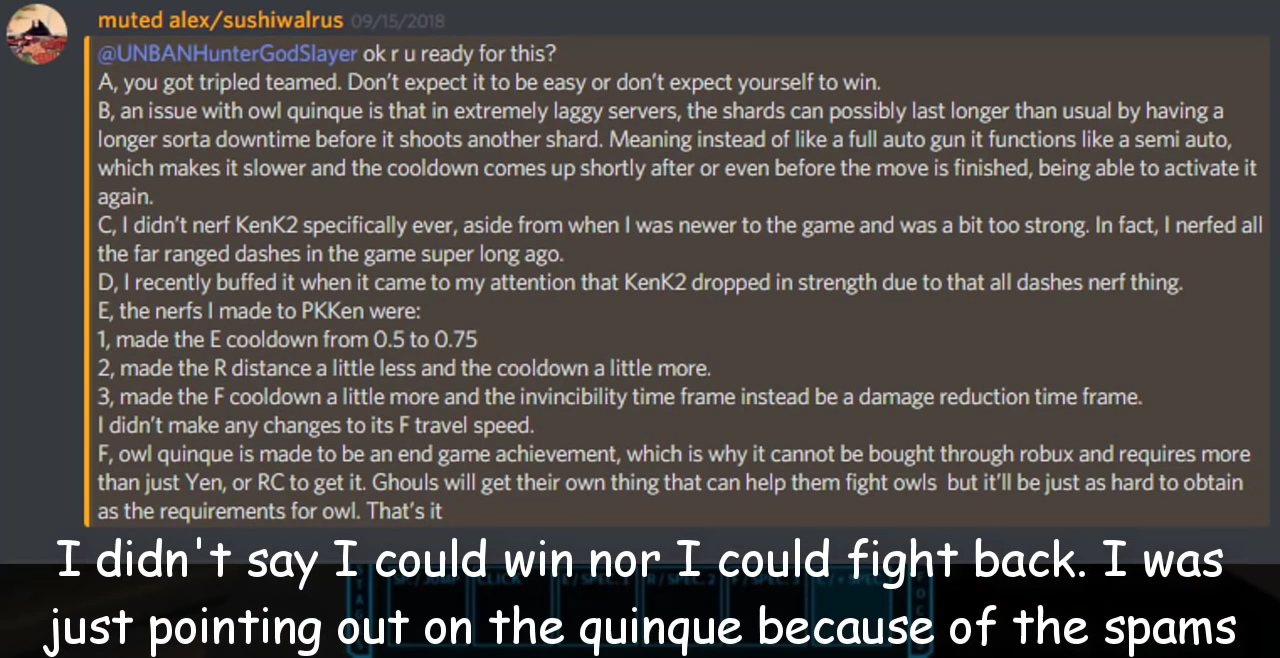 muted alex/sushiwalrus 09/15/2018
@UNBANHunterGodSlayer ok r u ready for this?
A, you got tripled teamed. Don't expect it to be easy or don't expect yourself to win.
B, an issue with owl quinque is that in extremely laggy servers, the shards can possibly last longer than usual by having a
longer sorta downtime before it shoots another shard. Meaning instead of like a full auto gun it functions like a semi auto,
which makes it slower and the cooldown comes up shortly after or even before the move is finished, being able to activate it
again.
C, I didn't nerf KenK2 specifically ever, aside from when I was newer to the game and was a bit too strong. In fact, I nerfed all
the far ranged dashes in the game super long ago.
D, I recently buffed it when it came to my attention that KenK2 dropped in strength due to that all dashes nerf thing.
E, the nerfs I made to PKKen were:
1, made the E cooldown from 0.5 to 0.75
2, made the R distance a little less and the cooldown a little more.
3, made the F cooldown a little more and the invincibility time frame instead be a damage reduction time frame.
I didn't make any changes to its F travel speed.
F, owl quinque is made to be an end game achievement, which is why it cannot be bought through robux and requires more
than just Yen, or RC to get it. Ghouls will get their own thing that can help them fight owls but it'll be just as hard to obtain
as the requirements for owl. That's it
I didn't say I could win nor I could fight back. I was
just pointing out on the quinque because of the spams